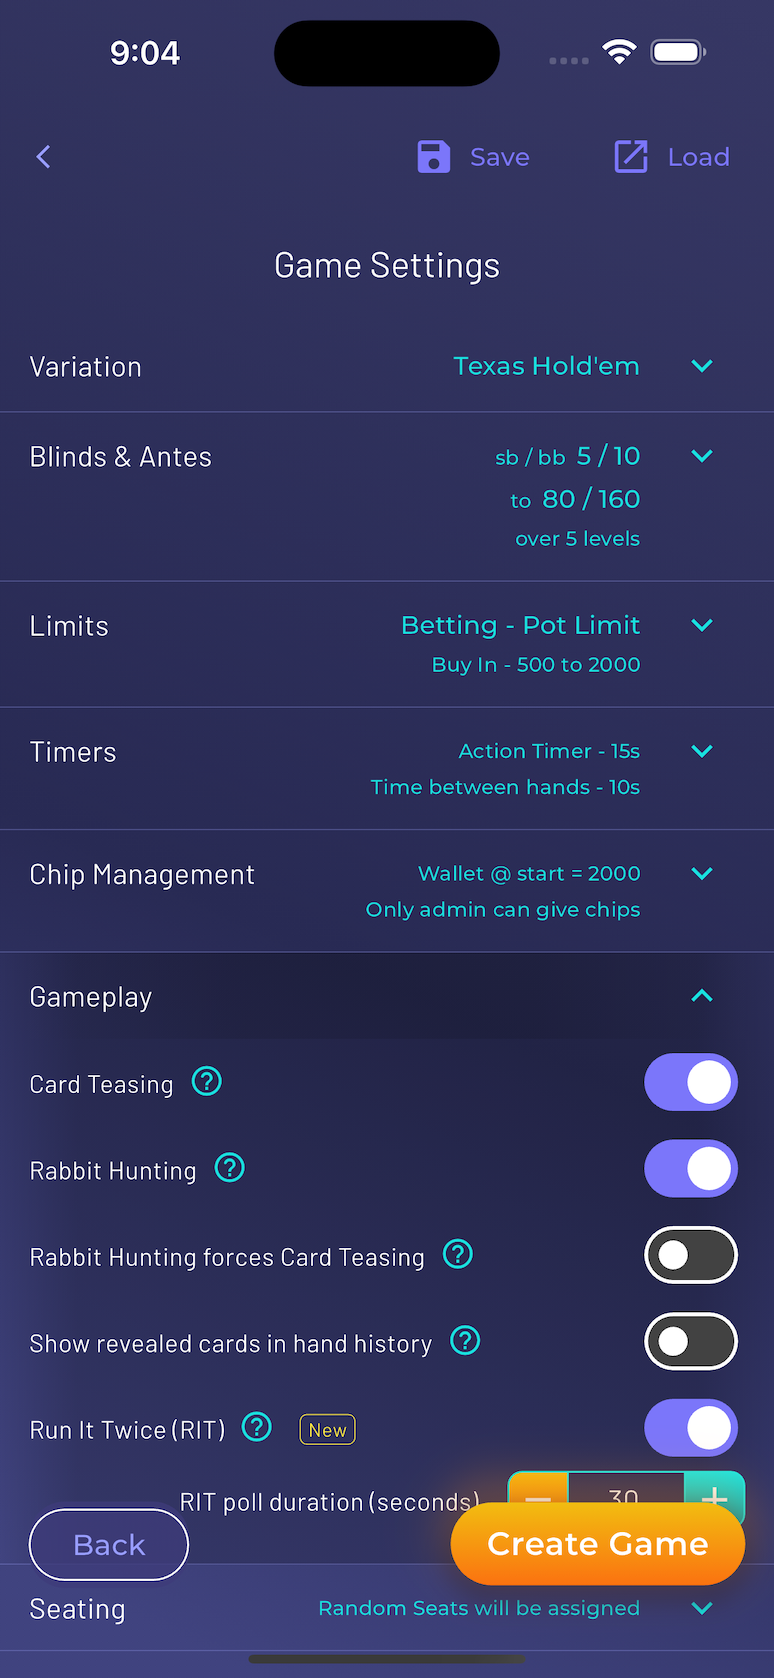 9:04
Save
Load
Game Settings
Variation
Texas Hold'em
Blinds & Antes
sb / bb 5 / 10
to 80 / 160
over 5 levels
Limits
Betting - Pot Limit
Buy In - 500 to 2000
Timers
Action Timer - 15s
Time between hands - 10s
Chip Management
Wallet @ start = 2000
Only admin can give chips
Gameplay
Card Teasing ?
Rabbit Hunting ?
Rabbit Hunting forces Card Teasing ?
Show revealed cards in hand history ?
Run It Twice (RIT) ? New
RIT poll duration (seconds)
− 30 +
Back
Create Game
Seating
Random Seats will be assigned